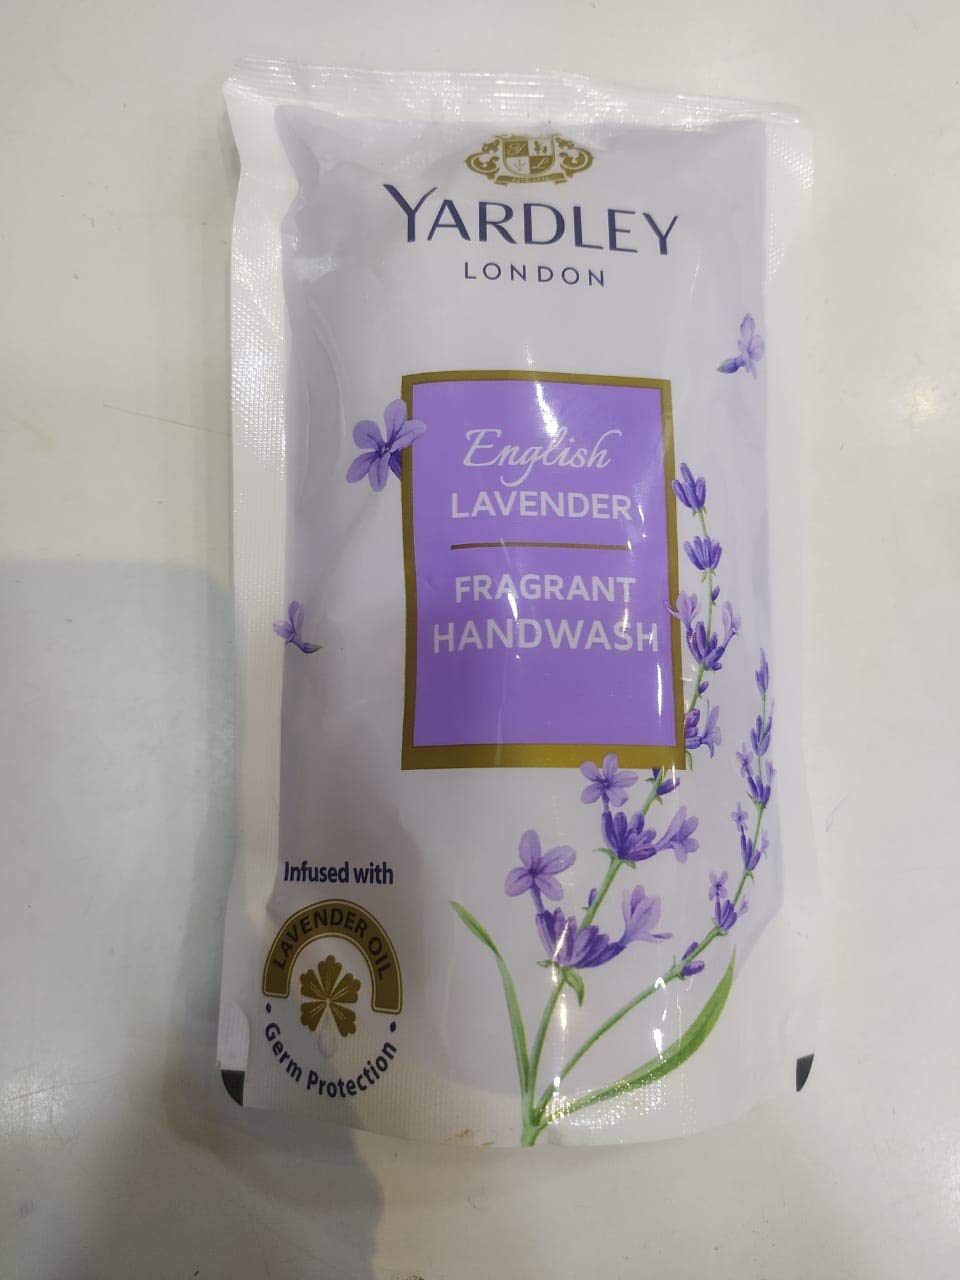 YARDLEY
LONDON
English
LAVENDER
FRAGRANT
HANDWASH
Infused with
LAVENDER OIL
• Germ Protection •